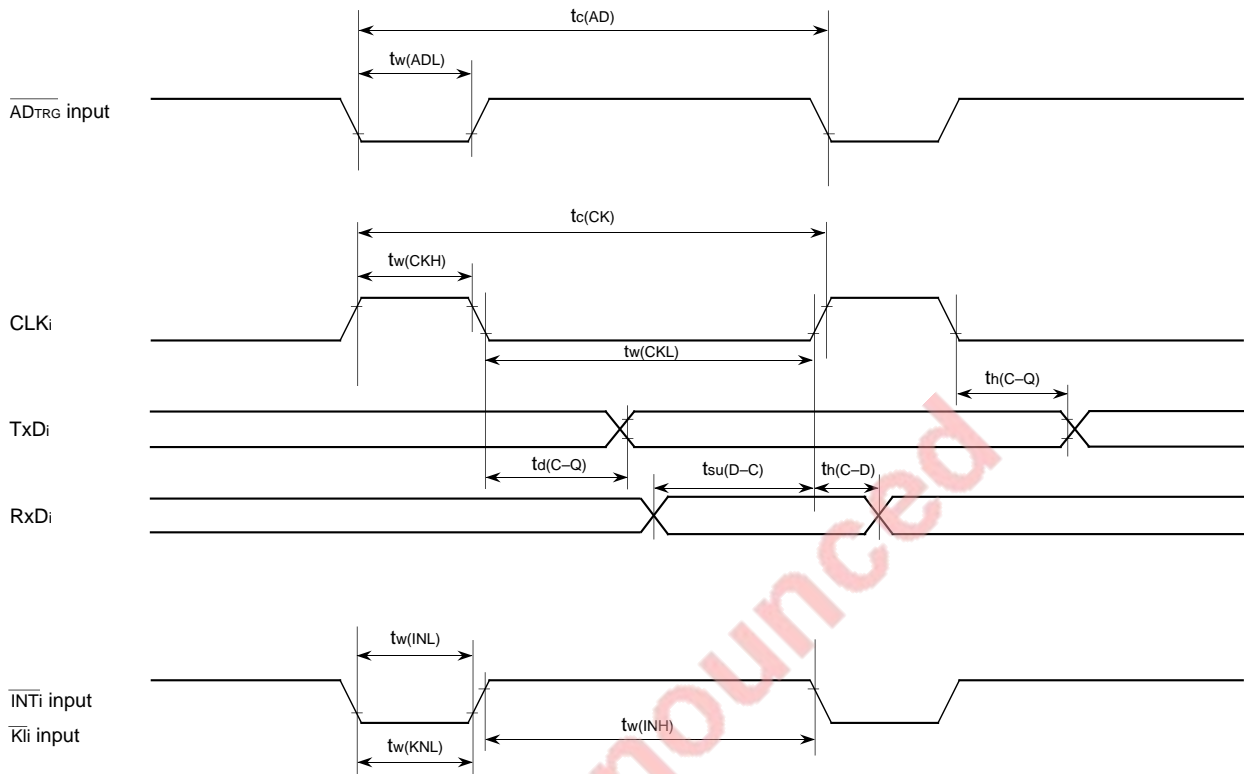 tc(AD)
tw(ADL)
ADTRG input
tc(CK)
tw(CKH)
CLKi
tw(CKL)
th(C–Q)
TxDi
td(C–Q)
tsu(D–C)
th(C–D)
RxDi
tw(INL)
INTi input
tw(INH)
KIi input
tw(KNL)
nounced